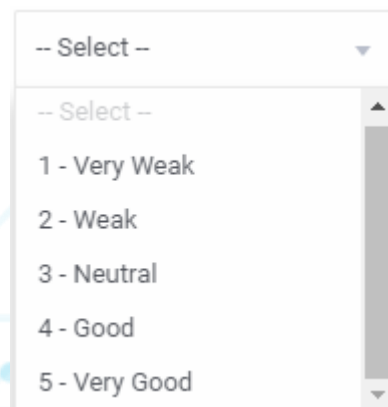 -- Select --
-- Select --
1 - Very Weak
2 - Weak
3 - Neutral
4 - Good
5 - Very Good